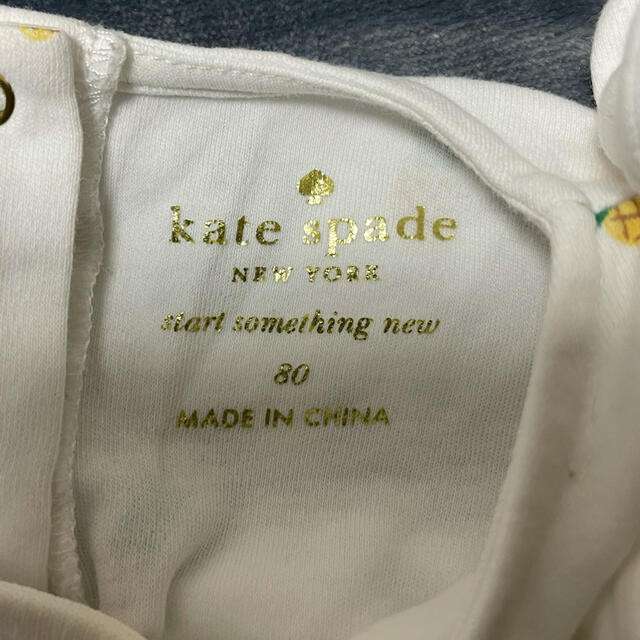 kate spade
NEW YORK
start something new
80
MADE IN CHINA